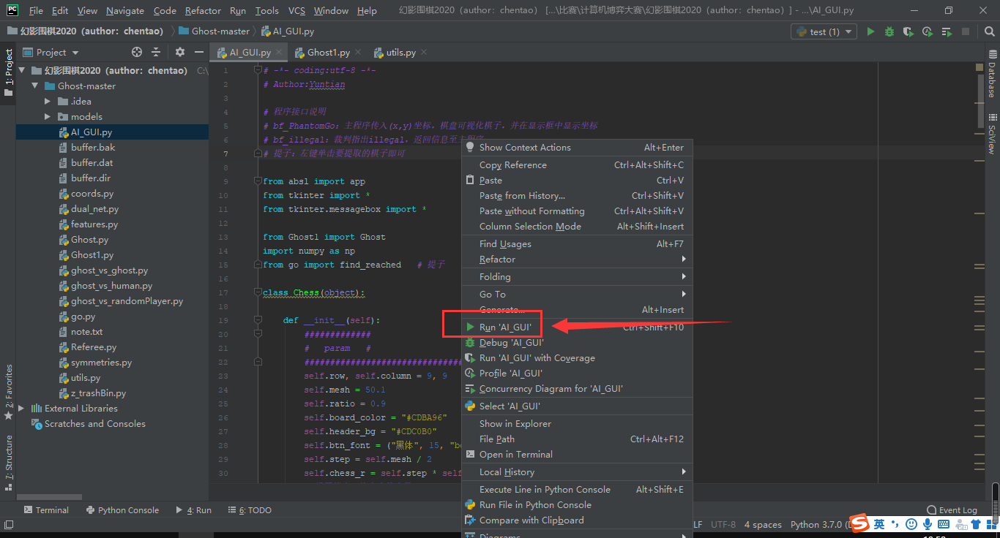 PC File Edit View Navigate Code Refactor Run Tools VCS Window Help 幻影围棋2020（author：chentao） [...\比赛\计算机博弈大赛\幻影围棋2020（author：chentao）] - ...\AI_GUI.py
幻影围棋2020（author：chentao） Ghost-master AI_GUI.py test (1)
Project AI_GUI.py Ghost1.py utils.py
1: Project
2: Favorites
Z: Structure
幻影围棋2020（author：chentao） C:\
Ghost-master
.idea
models
AI_GUI.py
buffer.bak
buffer.dat
buffer.dir
coords.py
dual_net.py
features.py
Ghost.py
Ghost1.py
ghost_vs_ghost.py
ghost_vs_human.py
ghost_vs_randomPlayer.py
go.py
note.txt
Referee.py
symmetries.py
utils.py
z_trashBin.py
External Libraries
Scratches and Consoles
1 # -*- coding:utf-8 -*-
2 # Author:Yuntian
3
4 # 程序接口说明
5 # bf_PhantomGo：主程序传入(x,y)坐标，棋盘可视化棋子，并在显示框中显示坐标
6 # bf_illegal：裁判指出illegal，返回信息至主程序
7 # 提子：左键单击要提取的棋子即可
8
9 from absl import app
10 from tkinter import *
11 from tkinter.messagebox import *
12
13 from Ghost1 import Ghost
14 import numpy as np
15 from go import find_reached # 提子
16
17 class Chess(object):
18
19 def __init__(self):
20 #############
21 # param #
22 ###############################
23 self.row, self.column = 9, 9
24 self.mesh = 50.1
25 self.ratio = 0.9
26 self.board_color = "#CDBA96"
27 self.header_bg = "#CDC0B0"
28 self.btn_font = ("黑体", 15, "bo
29 self.step = self.mesh / 2
30 self.chess_r = self.step * self
Show Context Actions Alt+Enter
Copy Reference Ctrl+Alt+Shift+C
Paste Ctrl+V
Paste from History... Ctrl+Shift+V
Paste without Formatting Ctrl+Alt+Shift+V
Column Selection Mode Alt+Shift+Insert
Find Usages Alt+F7
Refactor
Folding
Go To
Generate... Alt+Insert
Run 'AI_GUI' Ctrl+Shift+F10
Debug 'AI_GUI'
Run 'AI_GUI' with Coverage
Profile 'AI_GUI'
Concurrency Diagram for 'AI_GUI'
Select 'AI_GUI'
Show in Explorer
File Path Ctrl+Alt+F12
Open in Terminal
Local History
Execute Line in Python Console Alt+Shift+E
Run File in Python Console
Compare with Clipboard
Diagrams
Database
SciView
Terminal Python Console 4: Run 6: TODO Event Log
LF UTF-8 4 spaces Python 3.7.0 (
S 英